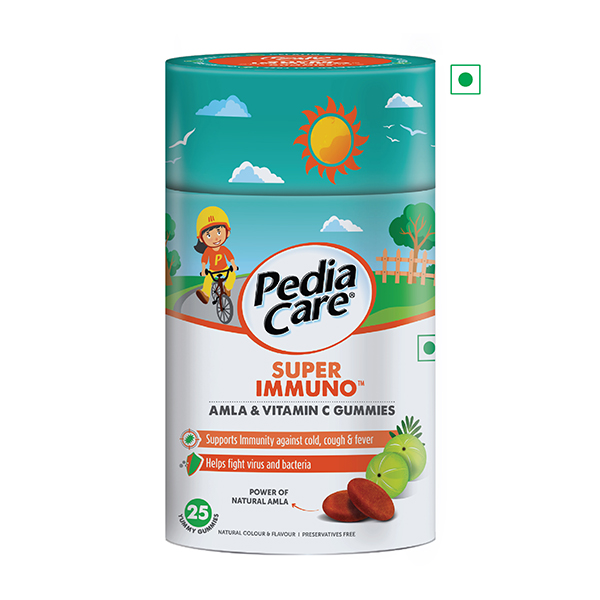 P
Pedia
Care®
SUPER
IMMUNO™
AMLA & VITAMIN C GUMMIES
Supports Immunity against cold, cough & fever
Helps fight virus and bacteria
POWER OF
NATURAL AMLA
25
YUMMY GUMMIES
NATURAL COLOUR & FLAVOUR | PRESERVATIVES FREE